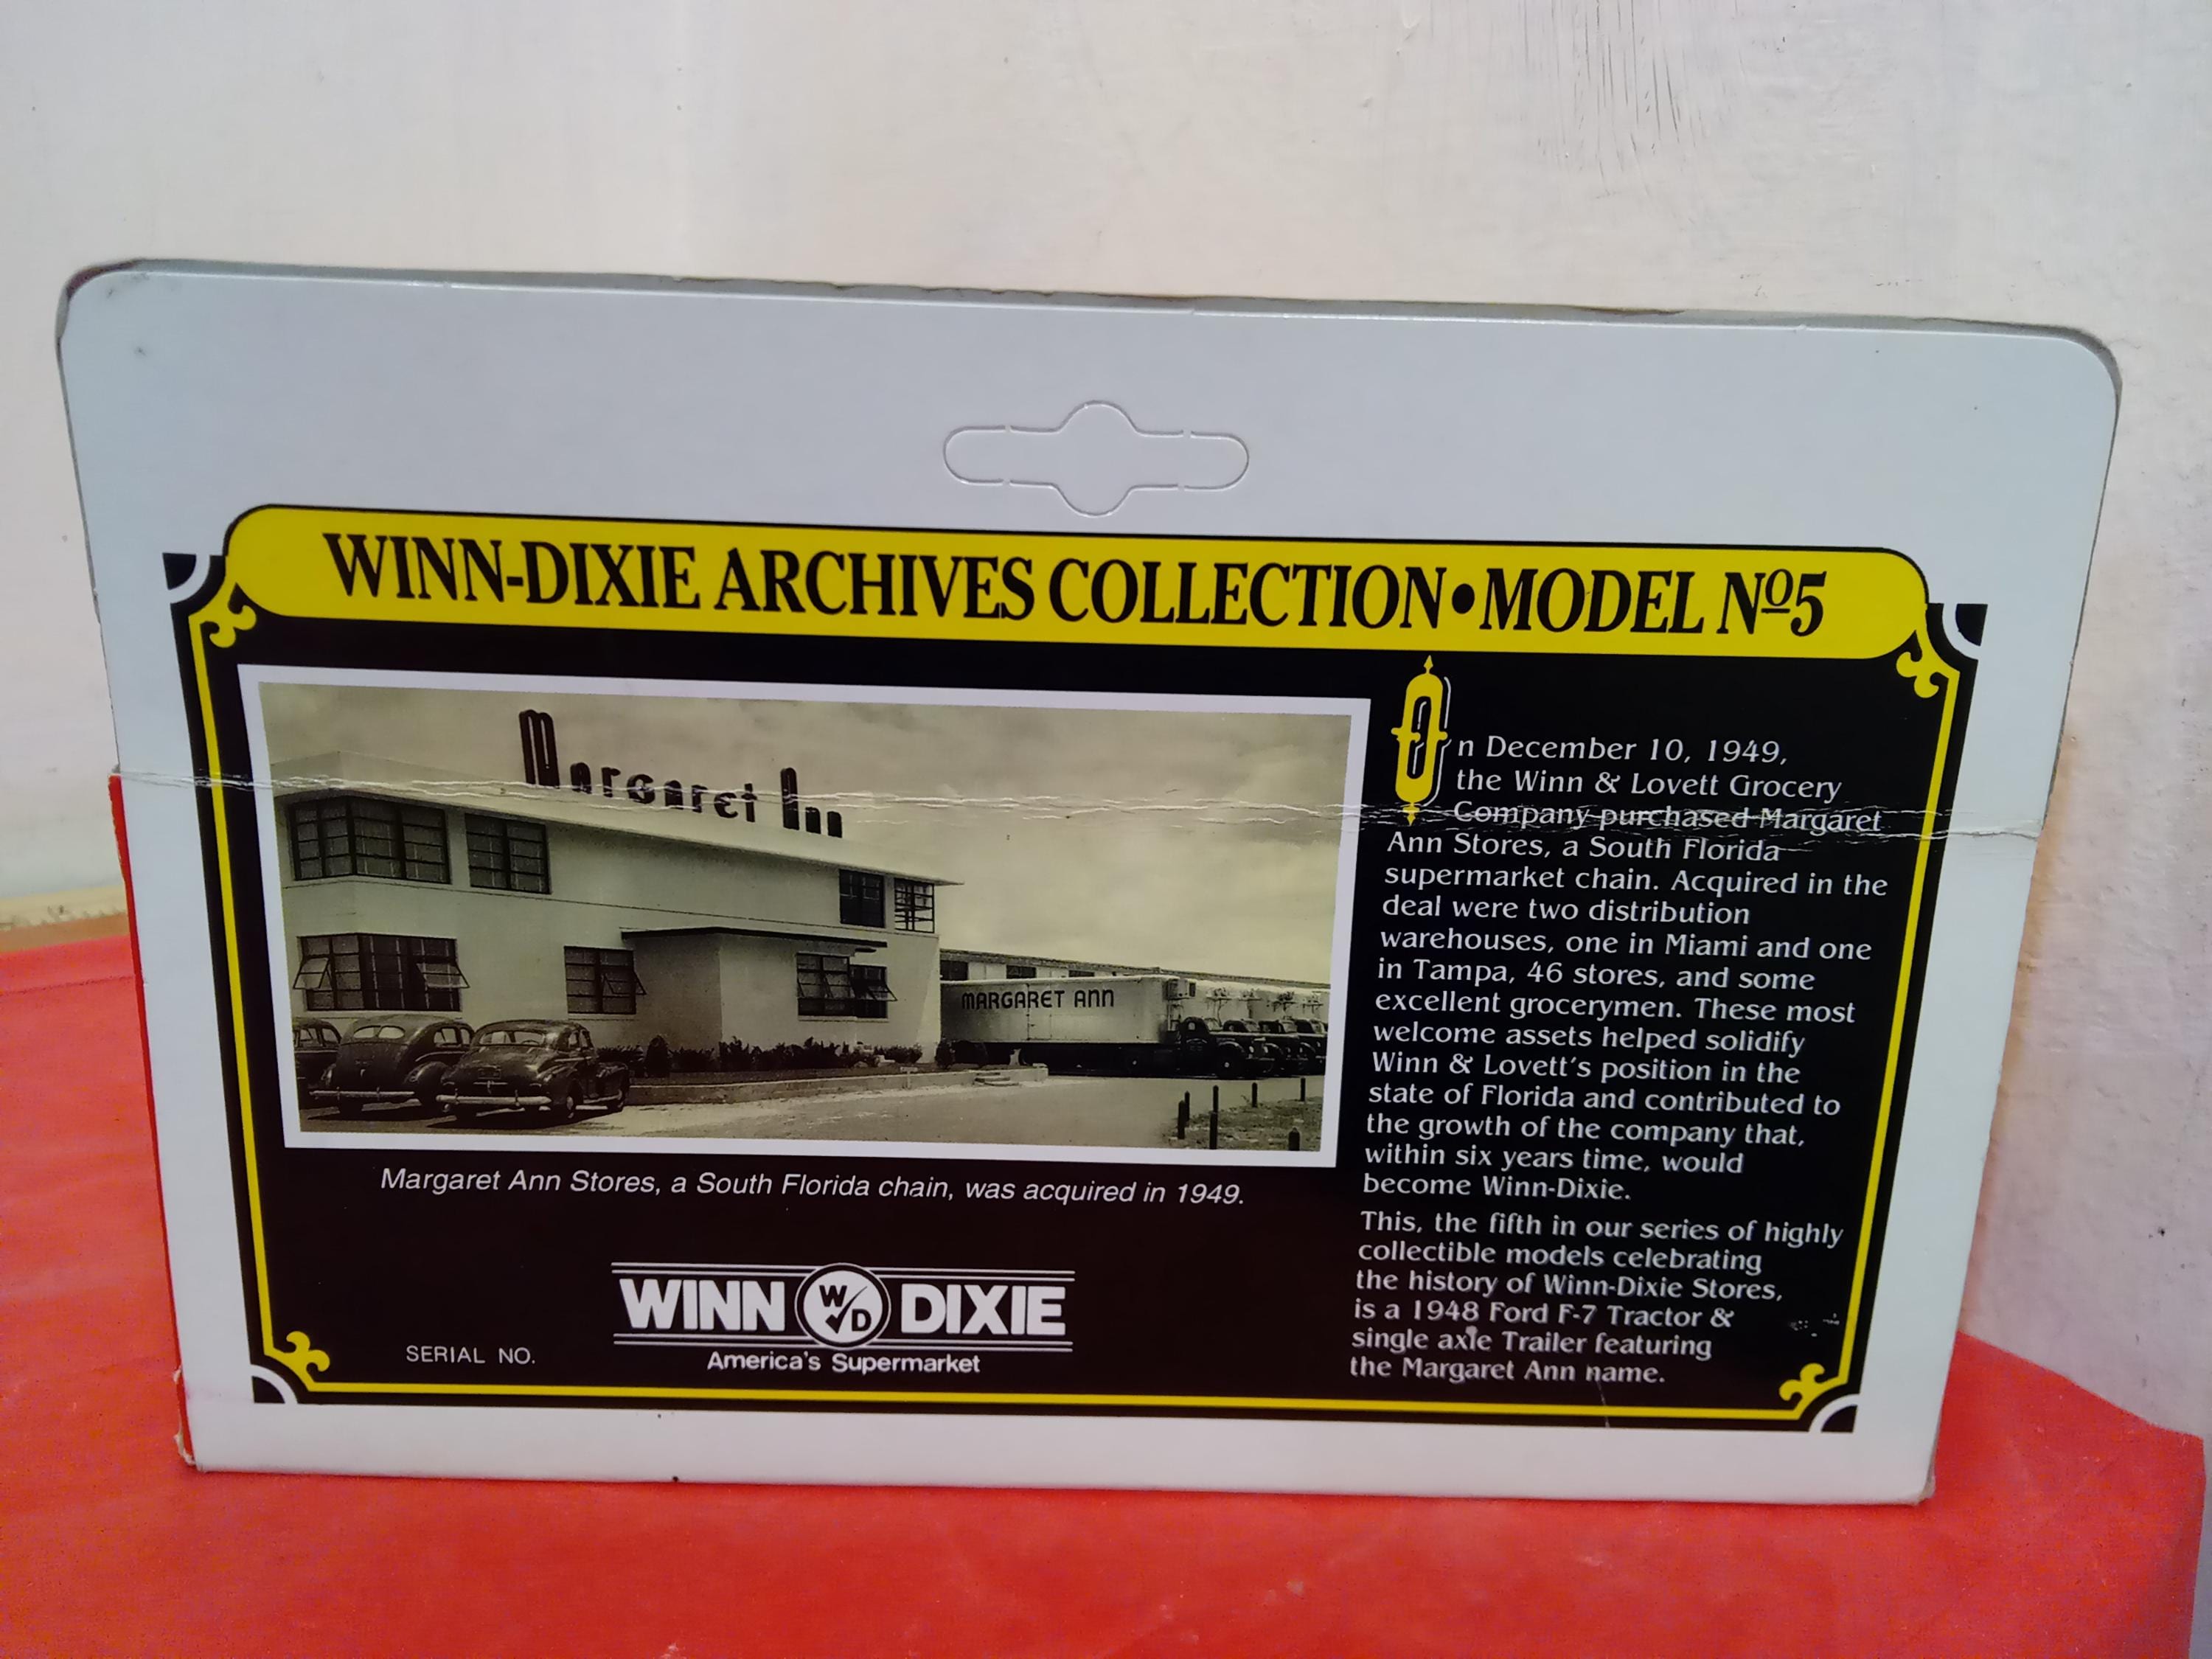 WINN-DIXIE ARCHIVES COLLECTION•MODEL Nº5
Margaret Ann
MARGARET ANN
Margaret Ann Stores, a South Florida chain, was acquired in 1949.
SERIAL NO.
WINN W/D DIXIE
America's Supermarket
On December 10, 1949,
the Winn & Lovett Grocery
Company purchased Margaret
Ann Stores, a South Florida
supermarket chain. Acquired in the
deal were two distribution
warehouses, one in Miami and one
in Tampa, 46 stores, and some
excellent grocerymen. These most
welcome assets helped solidify
Winn & Lovett's position in the
state of Florida and contributed to
the growth of the company that,
within six years time, would
become Winn-Dixie.
This, the fifth in our series of highly
collectible models celebrating
the history of Winn-Dixie Stores,
is a 1948 Ford F-7 Tractor &
single axle Trailer featuring
the Margaret Ann name.